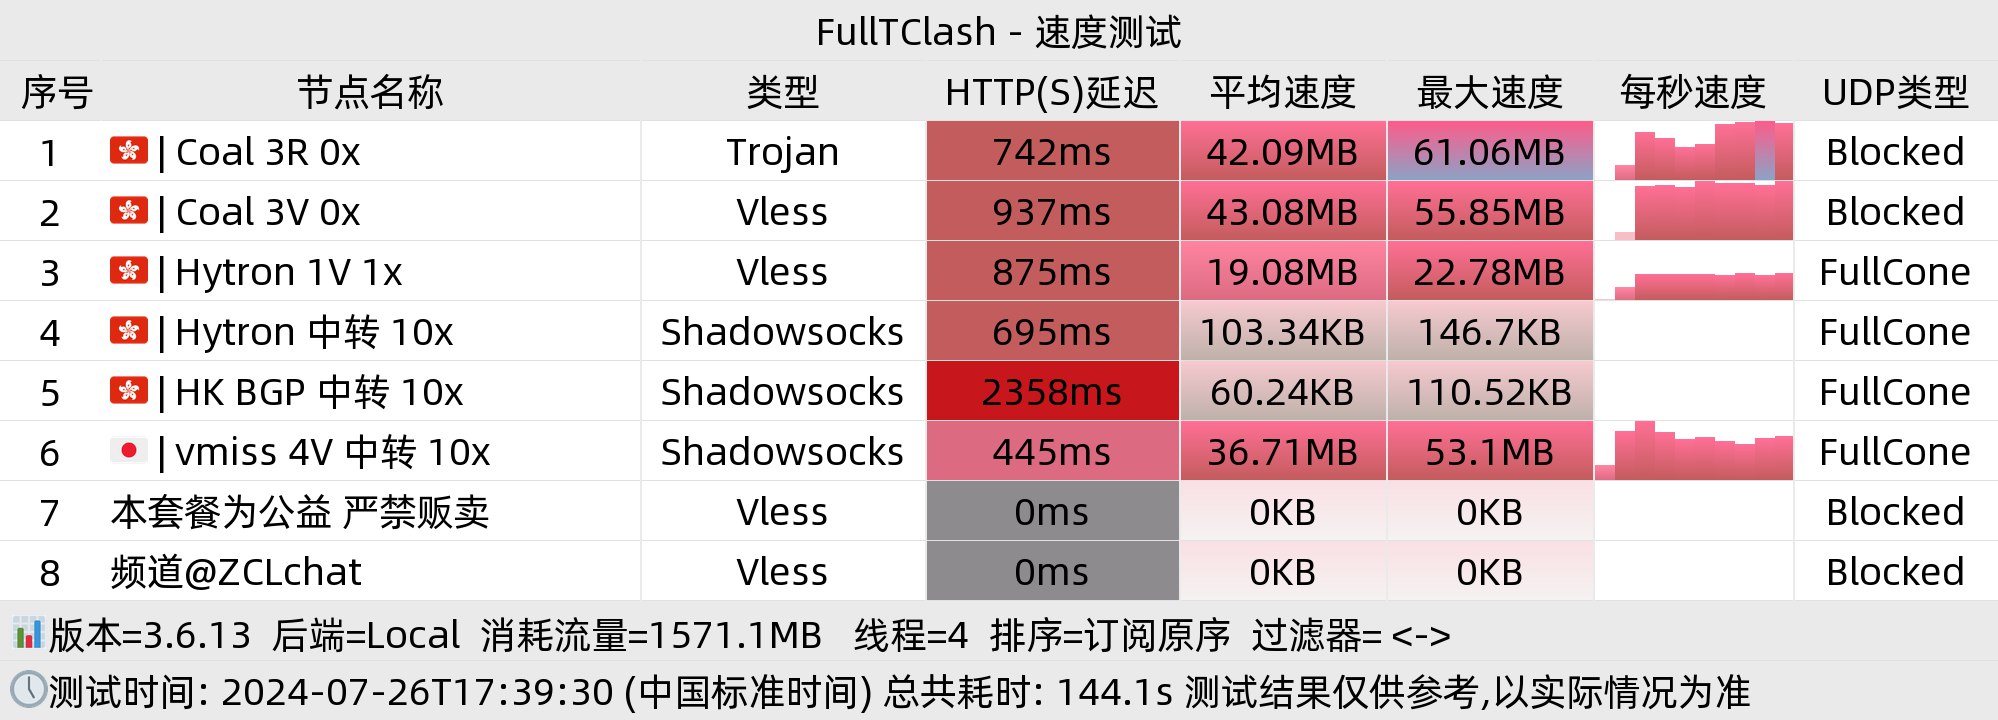 FullTClash - 速度测试
序号 节点名称 类型 HTTP(S)延迟 平均速度 最大速度 每秒速度 UDP类型
1 | Coal 3R 0x Trojan 742ms 42.09MB 61.06MB Blocked
2 | Coal 3V 0x Vless 937ms 43.08MB 55.85MB Blocked
3 | Hytron 1V 1x Vless 875ms 19.08MB 22.78MB FullCone
4 | Hytron 中转 10x Shadowsocks 695ms 103.34KB 146.7KB FullCone
5 | HK BGP 中转 10x Shadowsocks 2358ms 60.24KB 110.52KB FullCone
6 | vmiss 4V 中转 10x Shadowsocks 445ms 36.71MB 53.1MB FullCone
7 本套餐为公益 严禁贩卖 Vless 0ms 0KB 0KB Blocked
8 频道@ZCLchat Vless 0ms 0KB 0KB Blocked
版本=3.6.13 后端=Local 消耗流量=1571.1MB 线程=4 排序=订阅原序 过滤器= <->
测试时间: 2024-07-26T17:39:30 (中国标准时间) 总共耗时: 144.1s 测试结果仅供参考,以实际情况为准